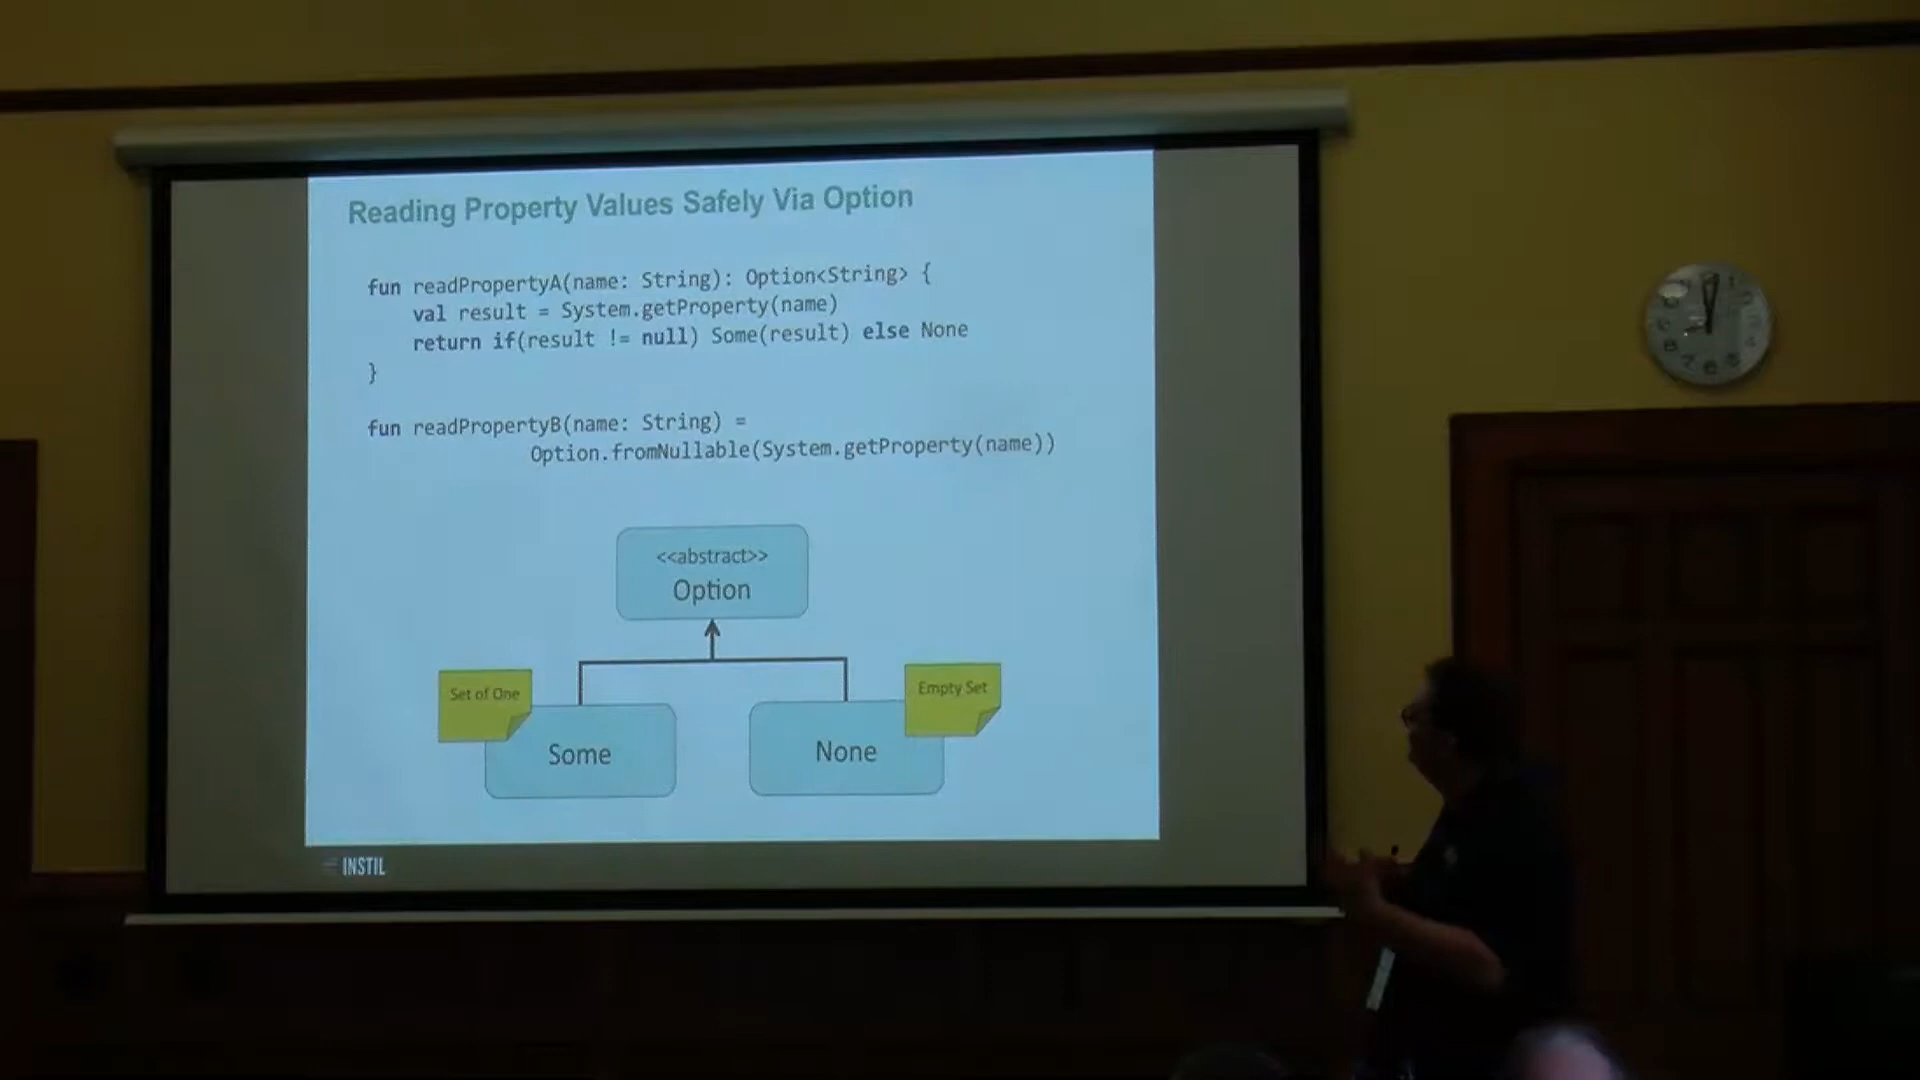 Reading Property Values Safely Via Option
fun readPropertyA(name: String): Option<String> {
val result = System.getProperty(name)
return if(result != null) Some(result) else None
}
fun readPropertyB(name: String) =
Option.fromNullable(System.getProperty(name))
<<abstract>>
Option
Set of One
Empty Set
Some
None
INSTIL